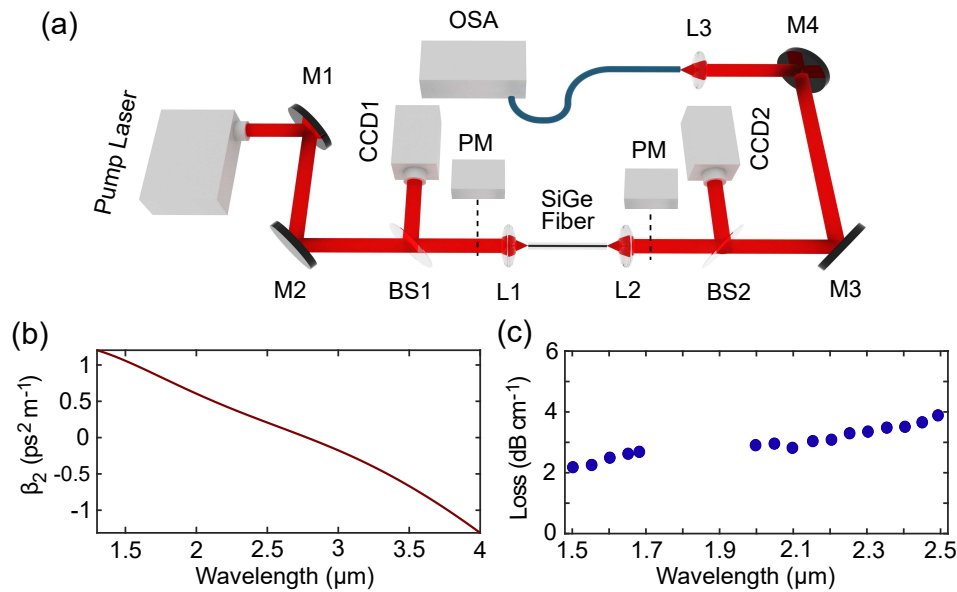 (a)
OSA
L3
M4
M1
Pump Laser
CCD1
PM
PM
CCD2
SiGe
Fiber
M2
BS1
L1
L2
BS2
M3
(b)
1
0.5
0
-0.5
-1
β2 (ps² m⁻¹)
1.5 2 2.5 3 3.5 4
Wavelength (μm)
(c)
6
4
2
0
Loss (dB cm⁻¹)
1.5 1.7 1.9 2.1 2.3 2.5
Wavelength (μm)